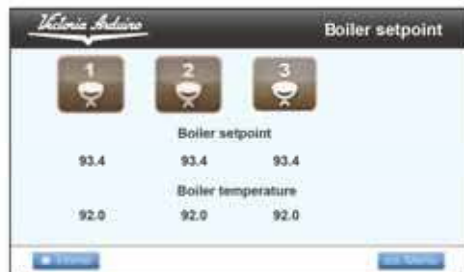 Victoria Arduino
Boiler setpoint
1 2 3
Boiler setpoint
93.4 93.4 93.4
Boiler temperature
92.0 92.0 92.0